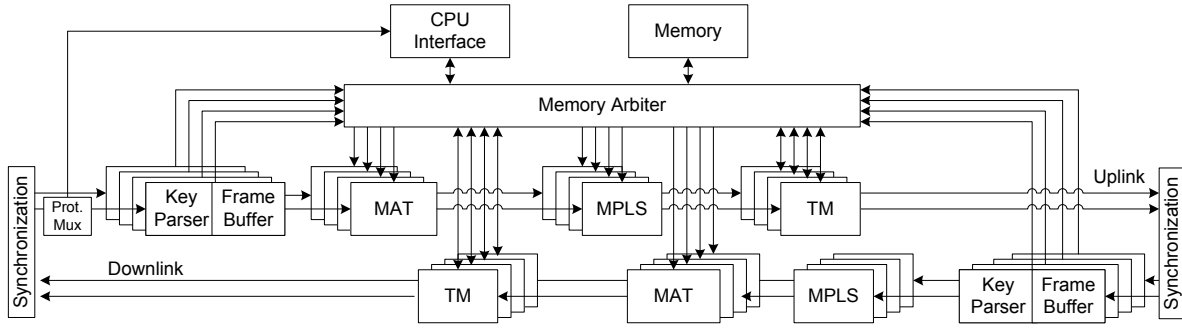 CPU
Interface
Memory
Memory Arbiter
Synchronization
Prot.
Mux
Key
Parser
Frame
Buffer
MAT
MPLS
TM
Uplink
Synchronization
Downlink
TM
MAT
MPLS
Key
Parser
Frame
Buffer